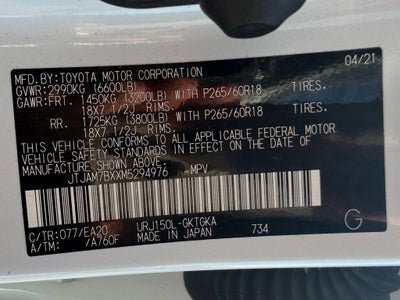 MFD.BY:TOYOTA MOTOR CORPORATION 04/21
GVWR:2990KG (6600LB)
GAWR:FRT. 1450KG (3200LB) WITH P265/60R18 TIRES.
18X7 1/2J RIMS.
RR. 1725KG (3800LB) WITH P265/60R18 TIRES.
18X7 1/2J RIMS.
THIS VEHICLE CONFORMS TO ALL APPLICABLE FEDERAL MOTOR
VEHICLE SAFETY STANDARDS IN EFFECT ON THE DATE OF
MANUFACTURE SHOWN ABOVE.
JTJAM7BXXM5294976 -MPV
C/TR:077/EA20 URJ150L-GKTGKA G
A/TM: /A760F MADE IN JAPAN 734